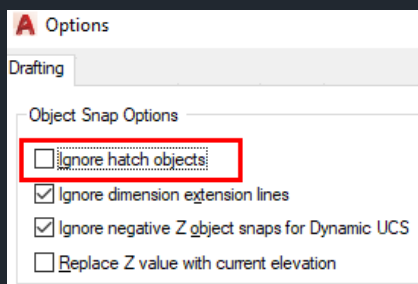 A Options
Drafting
Object Snap Options
Ignore hatch objects
Ignore dimension extension lines
Ignore negative Z object snaps for Dynamic UCS
Replace Z value with current elevation